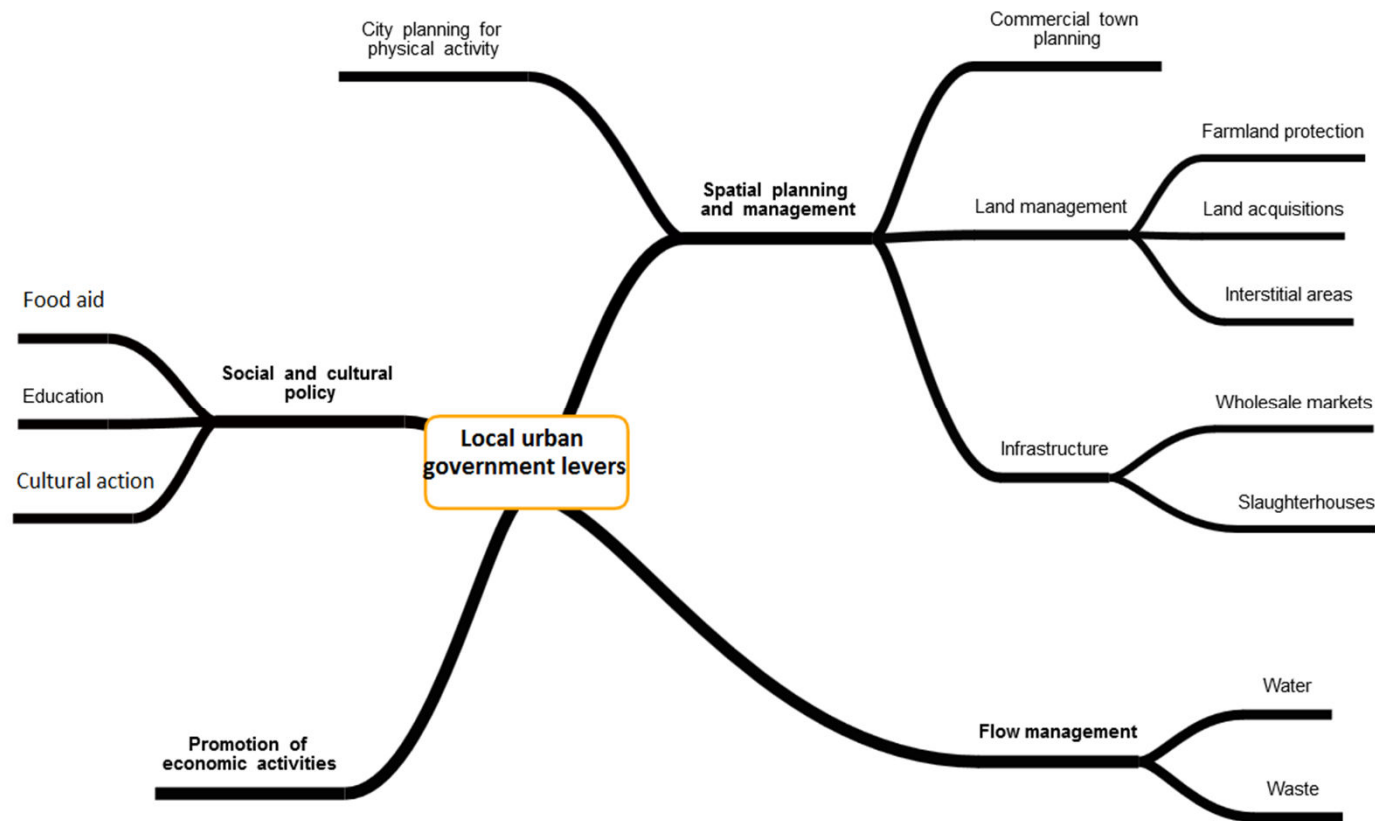 City planning for
physical activity
Commercial town
planning
Farmland protection
Spatial planning
and management
Land management
Land acquisitions
Interstitial areas
Food aid
Social and cultural
policy
Education
Cultural action
Local urban
government levers
Wholesale markets
Infrastructure
Slaughterhouses
Water
Flow management
Waste
Promotion of
economic activities